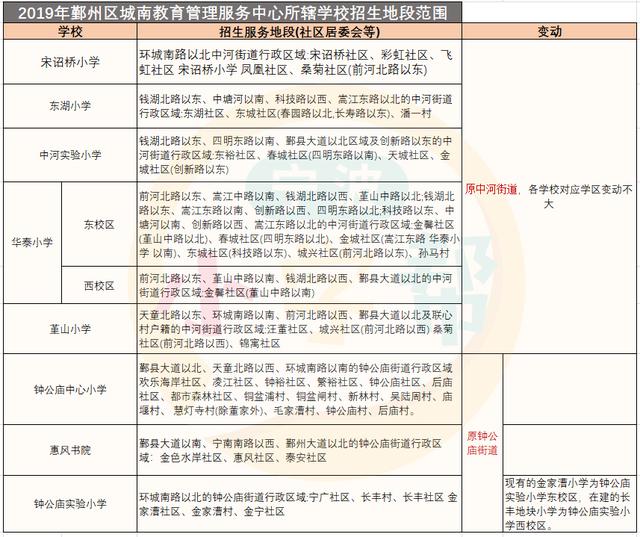 2019年鄞州区城南教育管理服务中心所辖学校招生地段范围
学校
招生服务地段(社区居委会等)
变动
宋诏桥小学
环城南路以北中河街道行政区域:宋诏桥社区、彩虹社区、飞
虹社区 宋诏桥小学 凤凰社区、桑菊社区(前河北路以东)
东湖小学
钱湖北路以东、中塘河以南、科技路以西、嵩江东路以北的中河街道
行政区域:东湖社区、东城社区(春园路以北,长寿路以东)、潘一村
中河实验小学
钱湖北路以东、四明东路以南、鄞县大道以北区域及创新路以东的中
河街道行政区域:东裕社区、春城社区(四明东路以南)、天城社区、金
城社区(创新路以东)
华泰小学
东校区
前河北路以东、嵩江中路以南、钱湖北路以西、堇山中路以北;钱湖北
路以东、嵩江东路以南、创新路以西、四明东路以北;科技路以东、中
塘河以南、创新路以西、嵩江东路以北的中河街道行政区域:金馨社区
(堇山中路以北)、春城社区(四明东路以北)、金城社区(嵩江东路 华泰小
学 以南)、东城社区(科技路以东)、城兴社区(前河北路以东)、孙马村
西校区
前河北路以东、堇山中路以南、钱湖北路以西、鄞县大道以北的中河
街道行政区域:金馨社区(堇山中路以南)
原中河街道，各学校对应学区变动不
大
堇山小学
天童北路以东、环城南路以南、前河北路以西、鄞县大道以北及联心
村户籍的中河街道行政区域:汪董社区、城兴社区(前河北路以西) 桑菊
社区(前河北路以西)、锦寓社区
钟公庙中心小学
鄞县大道以北、天童北路以西、环城南路以南的钟公庙街道行政区域
欢乐海岸社区、凌江社区、钟裕社区、繁裕社区、钟公庙社区、后庙
社区、都市森林社区、铜盆浦村、铜盆闸村、新林村、吴陆周村、庙
堰村、 慧灯寺村(除董家外)、毛家漕村、钟公庙村、后庙村。
原钟公
庙街道
惠风书院
鄞县大道以南、宁南南路以西、鄞州大道以北的钟公庙街道行政区
域：金色水岸社区、惠风社区、泰安社区
钟公庙实验小学
环城南路以北的钟公庙街道行政区域:宁广社区、长丰村、长丰社区 金
家漕社区、金家漕村、金宁社区
现有的金家漕小学为钟公庙
实验小学东校区，在建的长
丰地块小学为钟公庙实验小
学西校区。